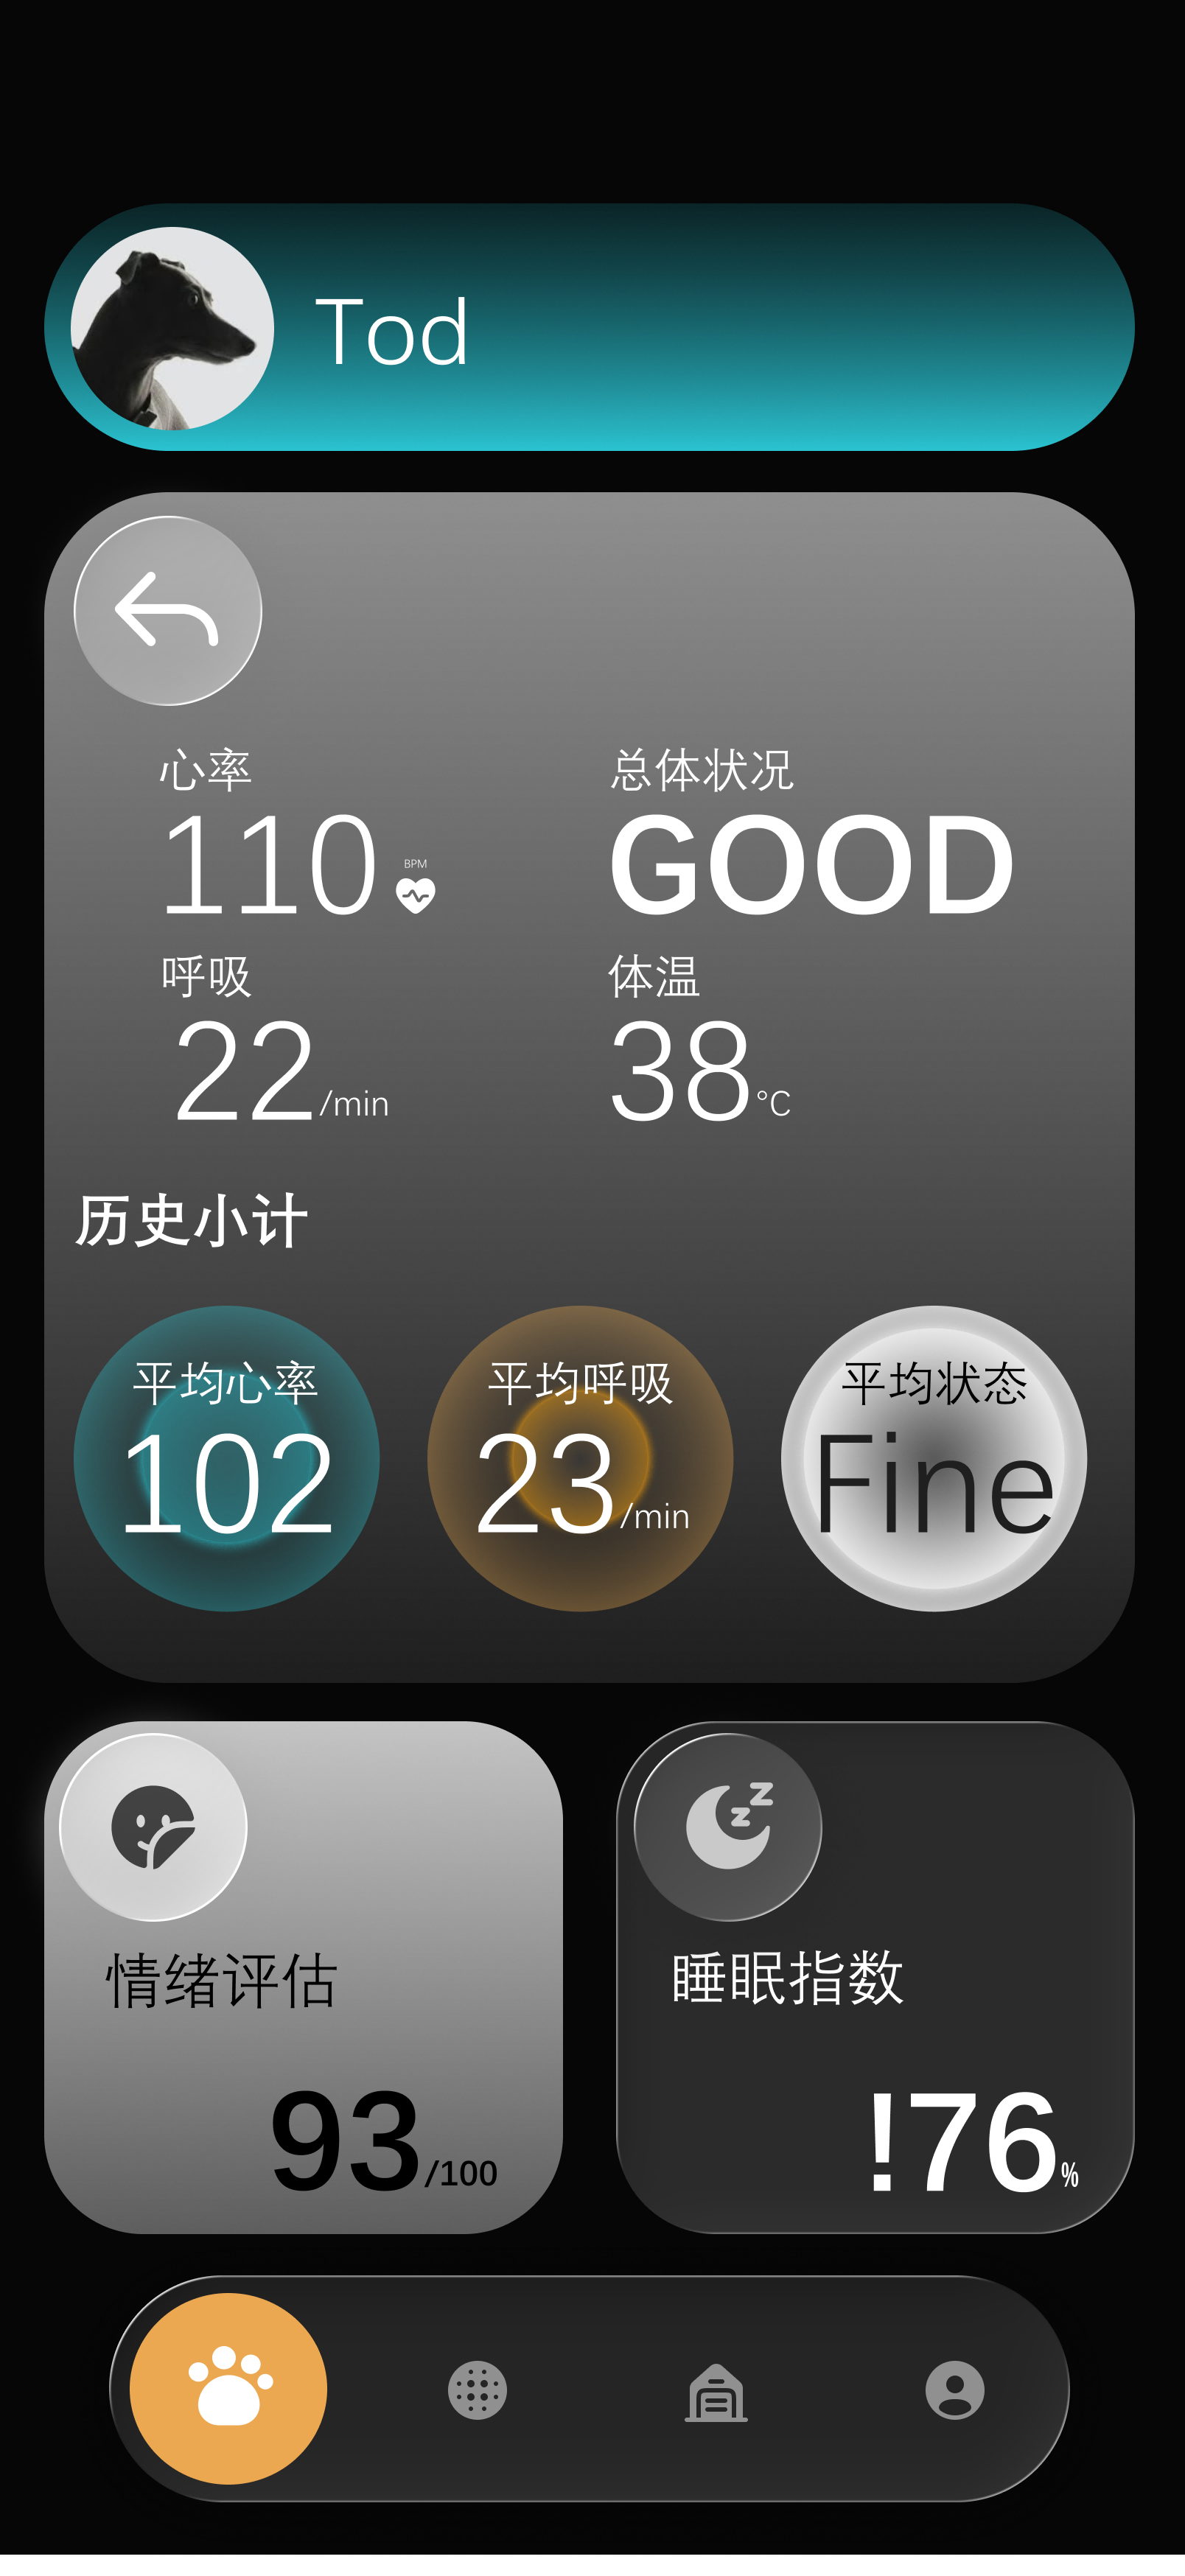 Tod
心率
110 BPM
总体状况
GOOD
呼吸
22/min
体温
38°C
历史小计
平均心率
102
平均呼吸
23/min
平均状态
Fine
情绪评估
93/100
睡眠指数
!76%